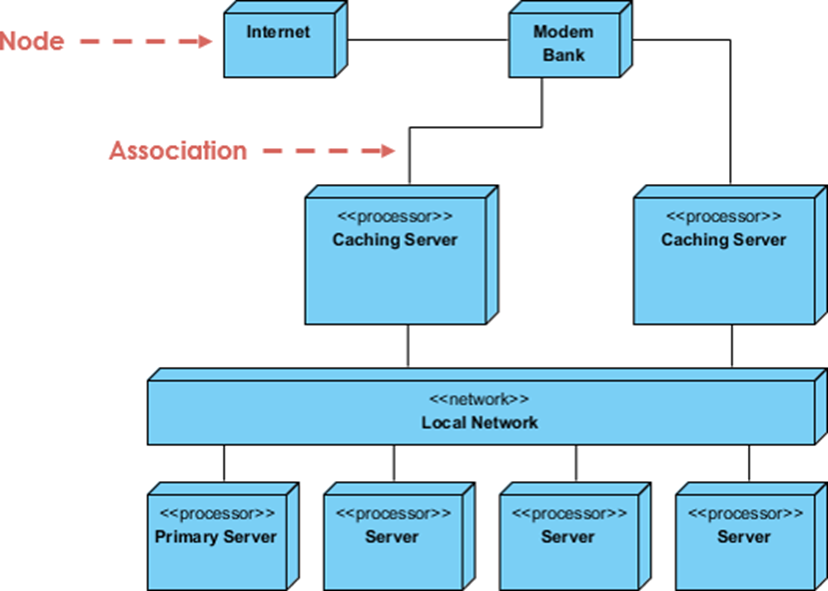 Node
Internet
Modem
Bank
Association
<<processor>>
Caching Server
<<processor>>
Caching Server
<<network>>
Local Network
<<processor>>
Primary Server
<<processor>>
Server
<<processor>>
Server
<<processor>>
Server